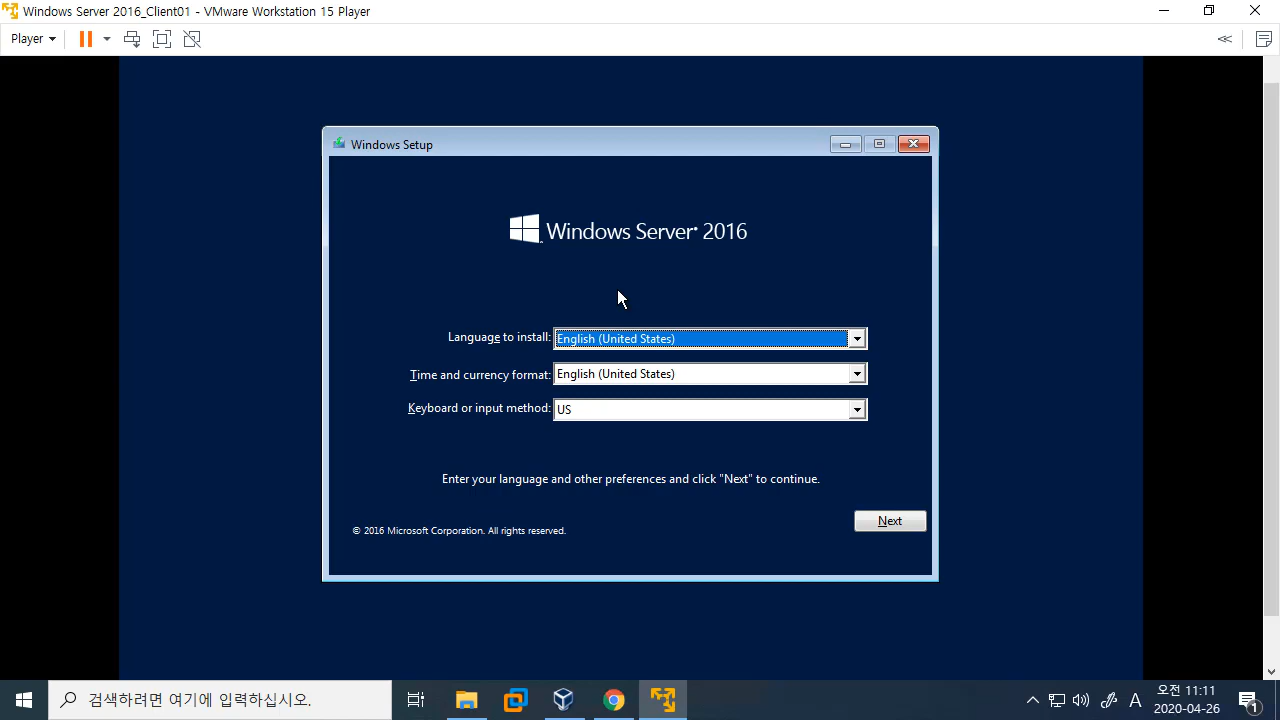 Windows Server 2016_Client01 - VMware Workstation 15 Player
Player
Windows Setup
Windows Server 2016
Language to install: English (United States)
Time and currency format: English (United States)
Keyboard or input method: US
Enter your language and other preferences and click "Next" to continue.
Next
© 2016 Microsoft Corporation. All rights reserved.
검색하려면 여기에 입력하십시오.
A
오전 11:11
2020-04-26
1